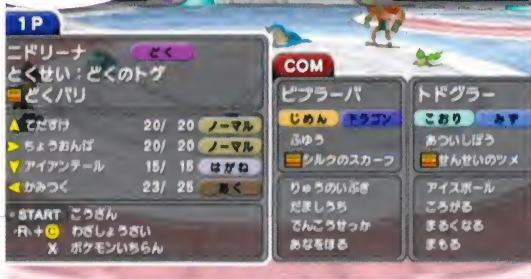 1P
ニドリーナ どく
とくせい：どくのトゲ
どくバリ
てだすけ 20/ 20 ノーマル
ちょうおんぱ 20/ 20 ノーマル
アイアンテール 15/ 15 はがね
かみつく 23/ 25 あく
START こうさん
R+C わざしょうさい
X ポケモンいちらん
COM
ビブラーバ
じめん ドラゴン
ふゆう
シルクのスカーフ
りゅうのいぶき
だましうち
でんこうせっか
あなをほる
トドグラー
こおり みず
あついしぼう
せんせいのツメ
アイスボール
ころがる
まるくなる
まもる